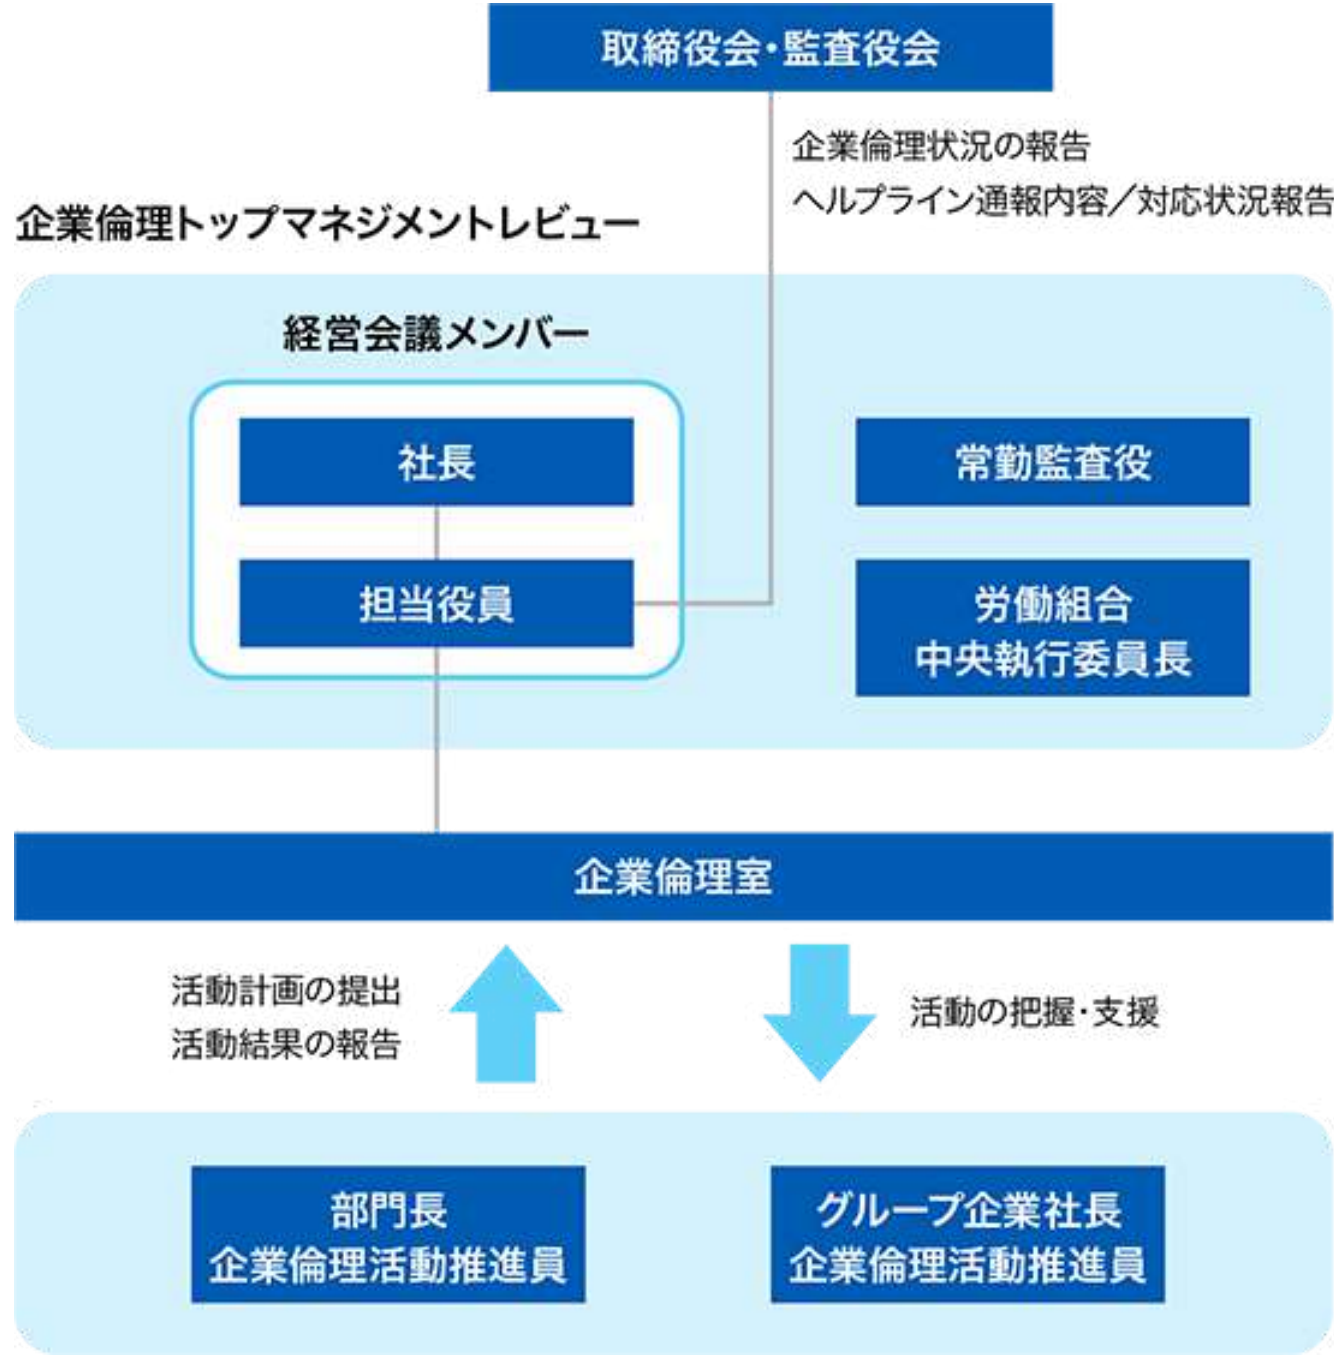 取締役会・監査役会
企業倫理状況の報告
ヘルプライン通報内容／対応状況報告
企業倫理トップマネジメントレビュー
経営会議メンバー
社長
常勤監査役
担当役員
労働組合
中央執行委員長
企業倫理室
活動計画の提出
活動結果の報告
活動の把握・支援
部門長
企業倫理活動推進員
グループ企業社長
企業倫理活動推進員